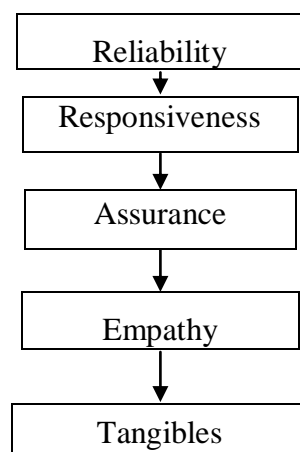 Reliability
Responsiveness
Assurance
Empathy
Tangibles